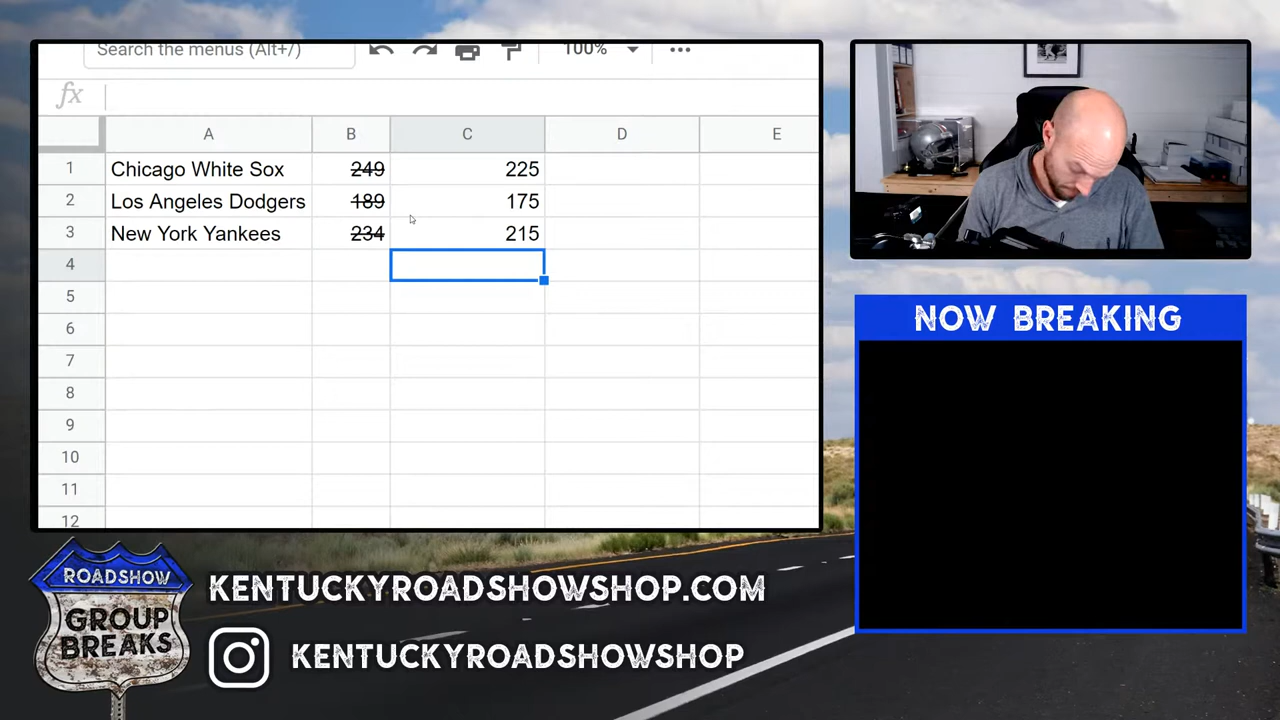 Search the menus (Alt+/)
100%
fx
A B C D E
1 Chicago White Sox 249 225
2 Los Angeles Dodgers 189 175
3 New York Yankees 234 215
4
5
6
7
8
9
10
11
12
NOW BREAKING
ROADSHOW
GROUP
BREAKS
KENTUCKYROADSHOWSHOP.COM
KENTUCKYROADSHOWSHOP